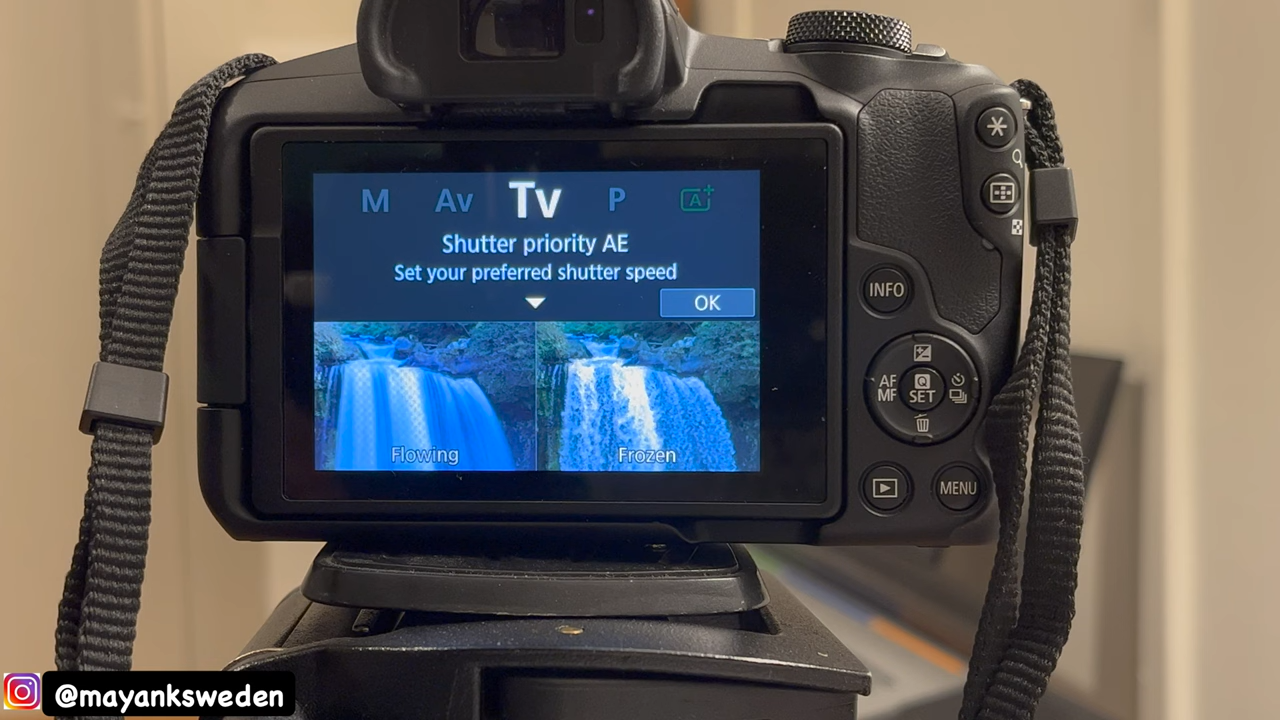 M Av Tv P A+
Shutter priority AE
Set your preferred shutter speed
OK
Flowing
Frozen
INFO
AF
MF
Q
SET
MENU
@mayanksweden